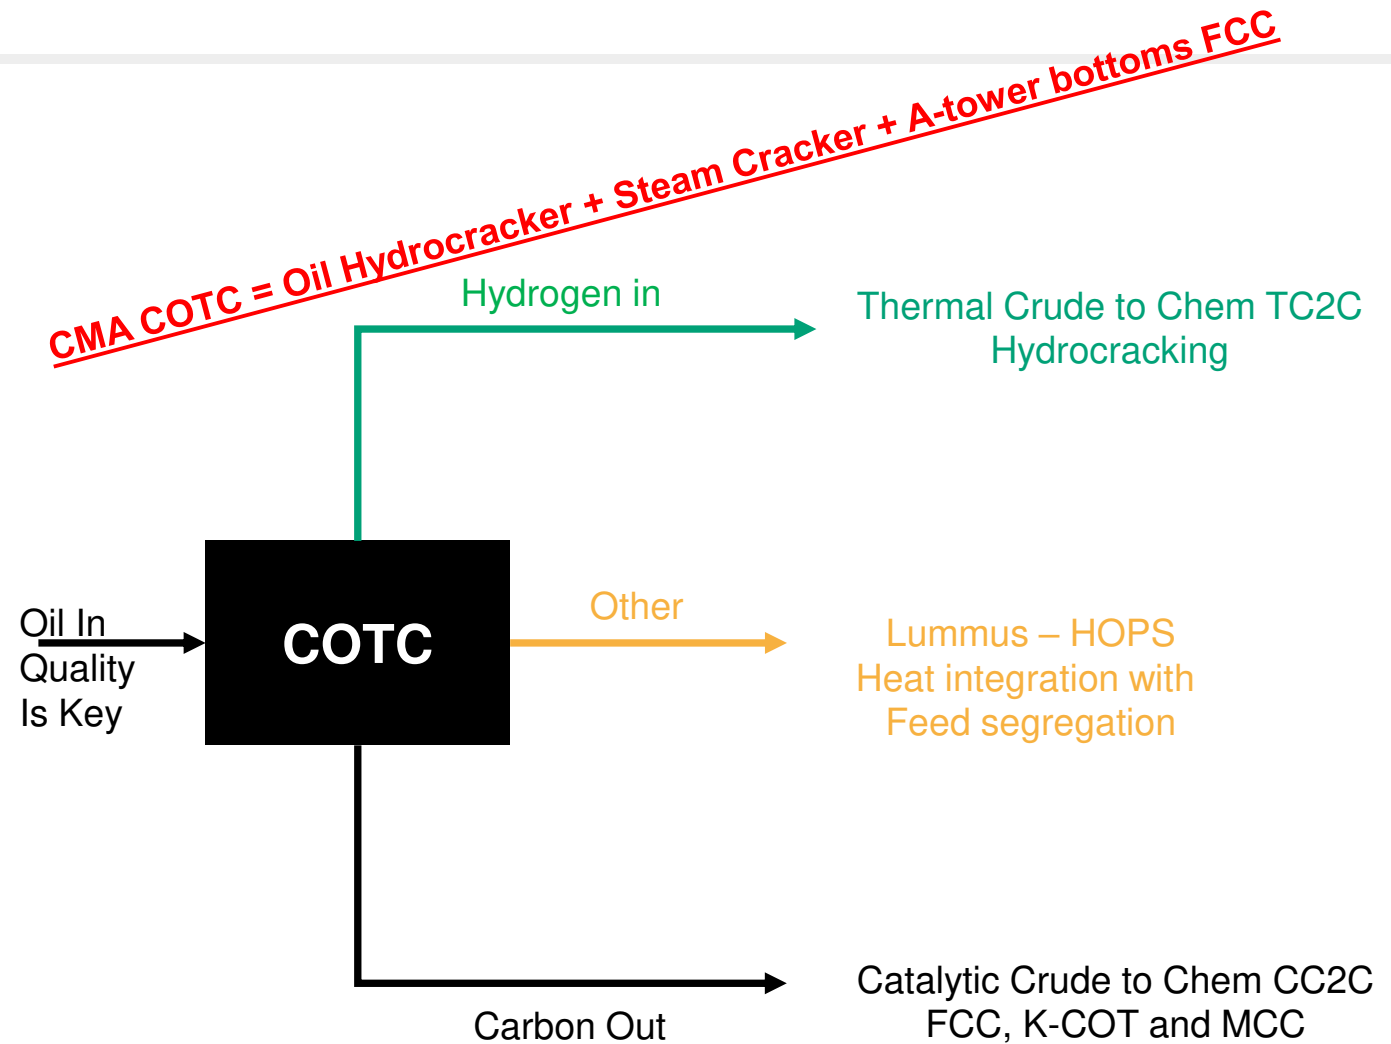 CMA COTC = Oil Hydrocracker + Steam Cracker + A-tower bottoms FCC
Hydrogen in
Thermal Crude to Chem TC2C
Hydrocracking
Oil In
Quality
Is Key
COTC
Other
Lummus – HOPS
Heat integration with
Feed segregation
Carbon Out
Catalytic Crude to Chem CC2C
FCC, K-COT and MCC